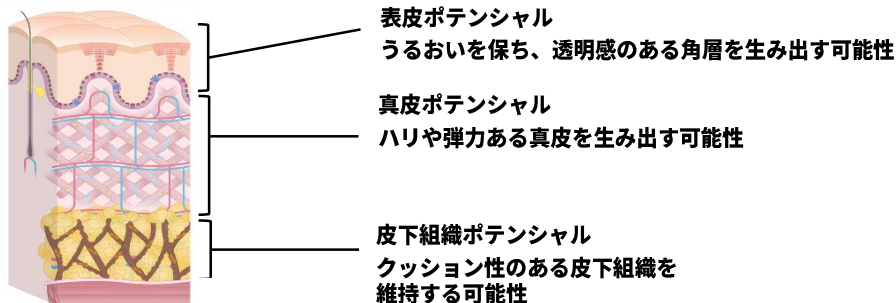 表皮ポテンシャル
うるおいを保ち、透明感のある角層を生み出す可能性
真皮ポテンシャル
ハリや弾力ある真皮を生み出す可能性
皮下組織ポテンシャル
クッション性のある皮下組織を
維持する可能性